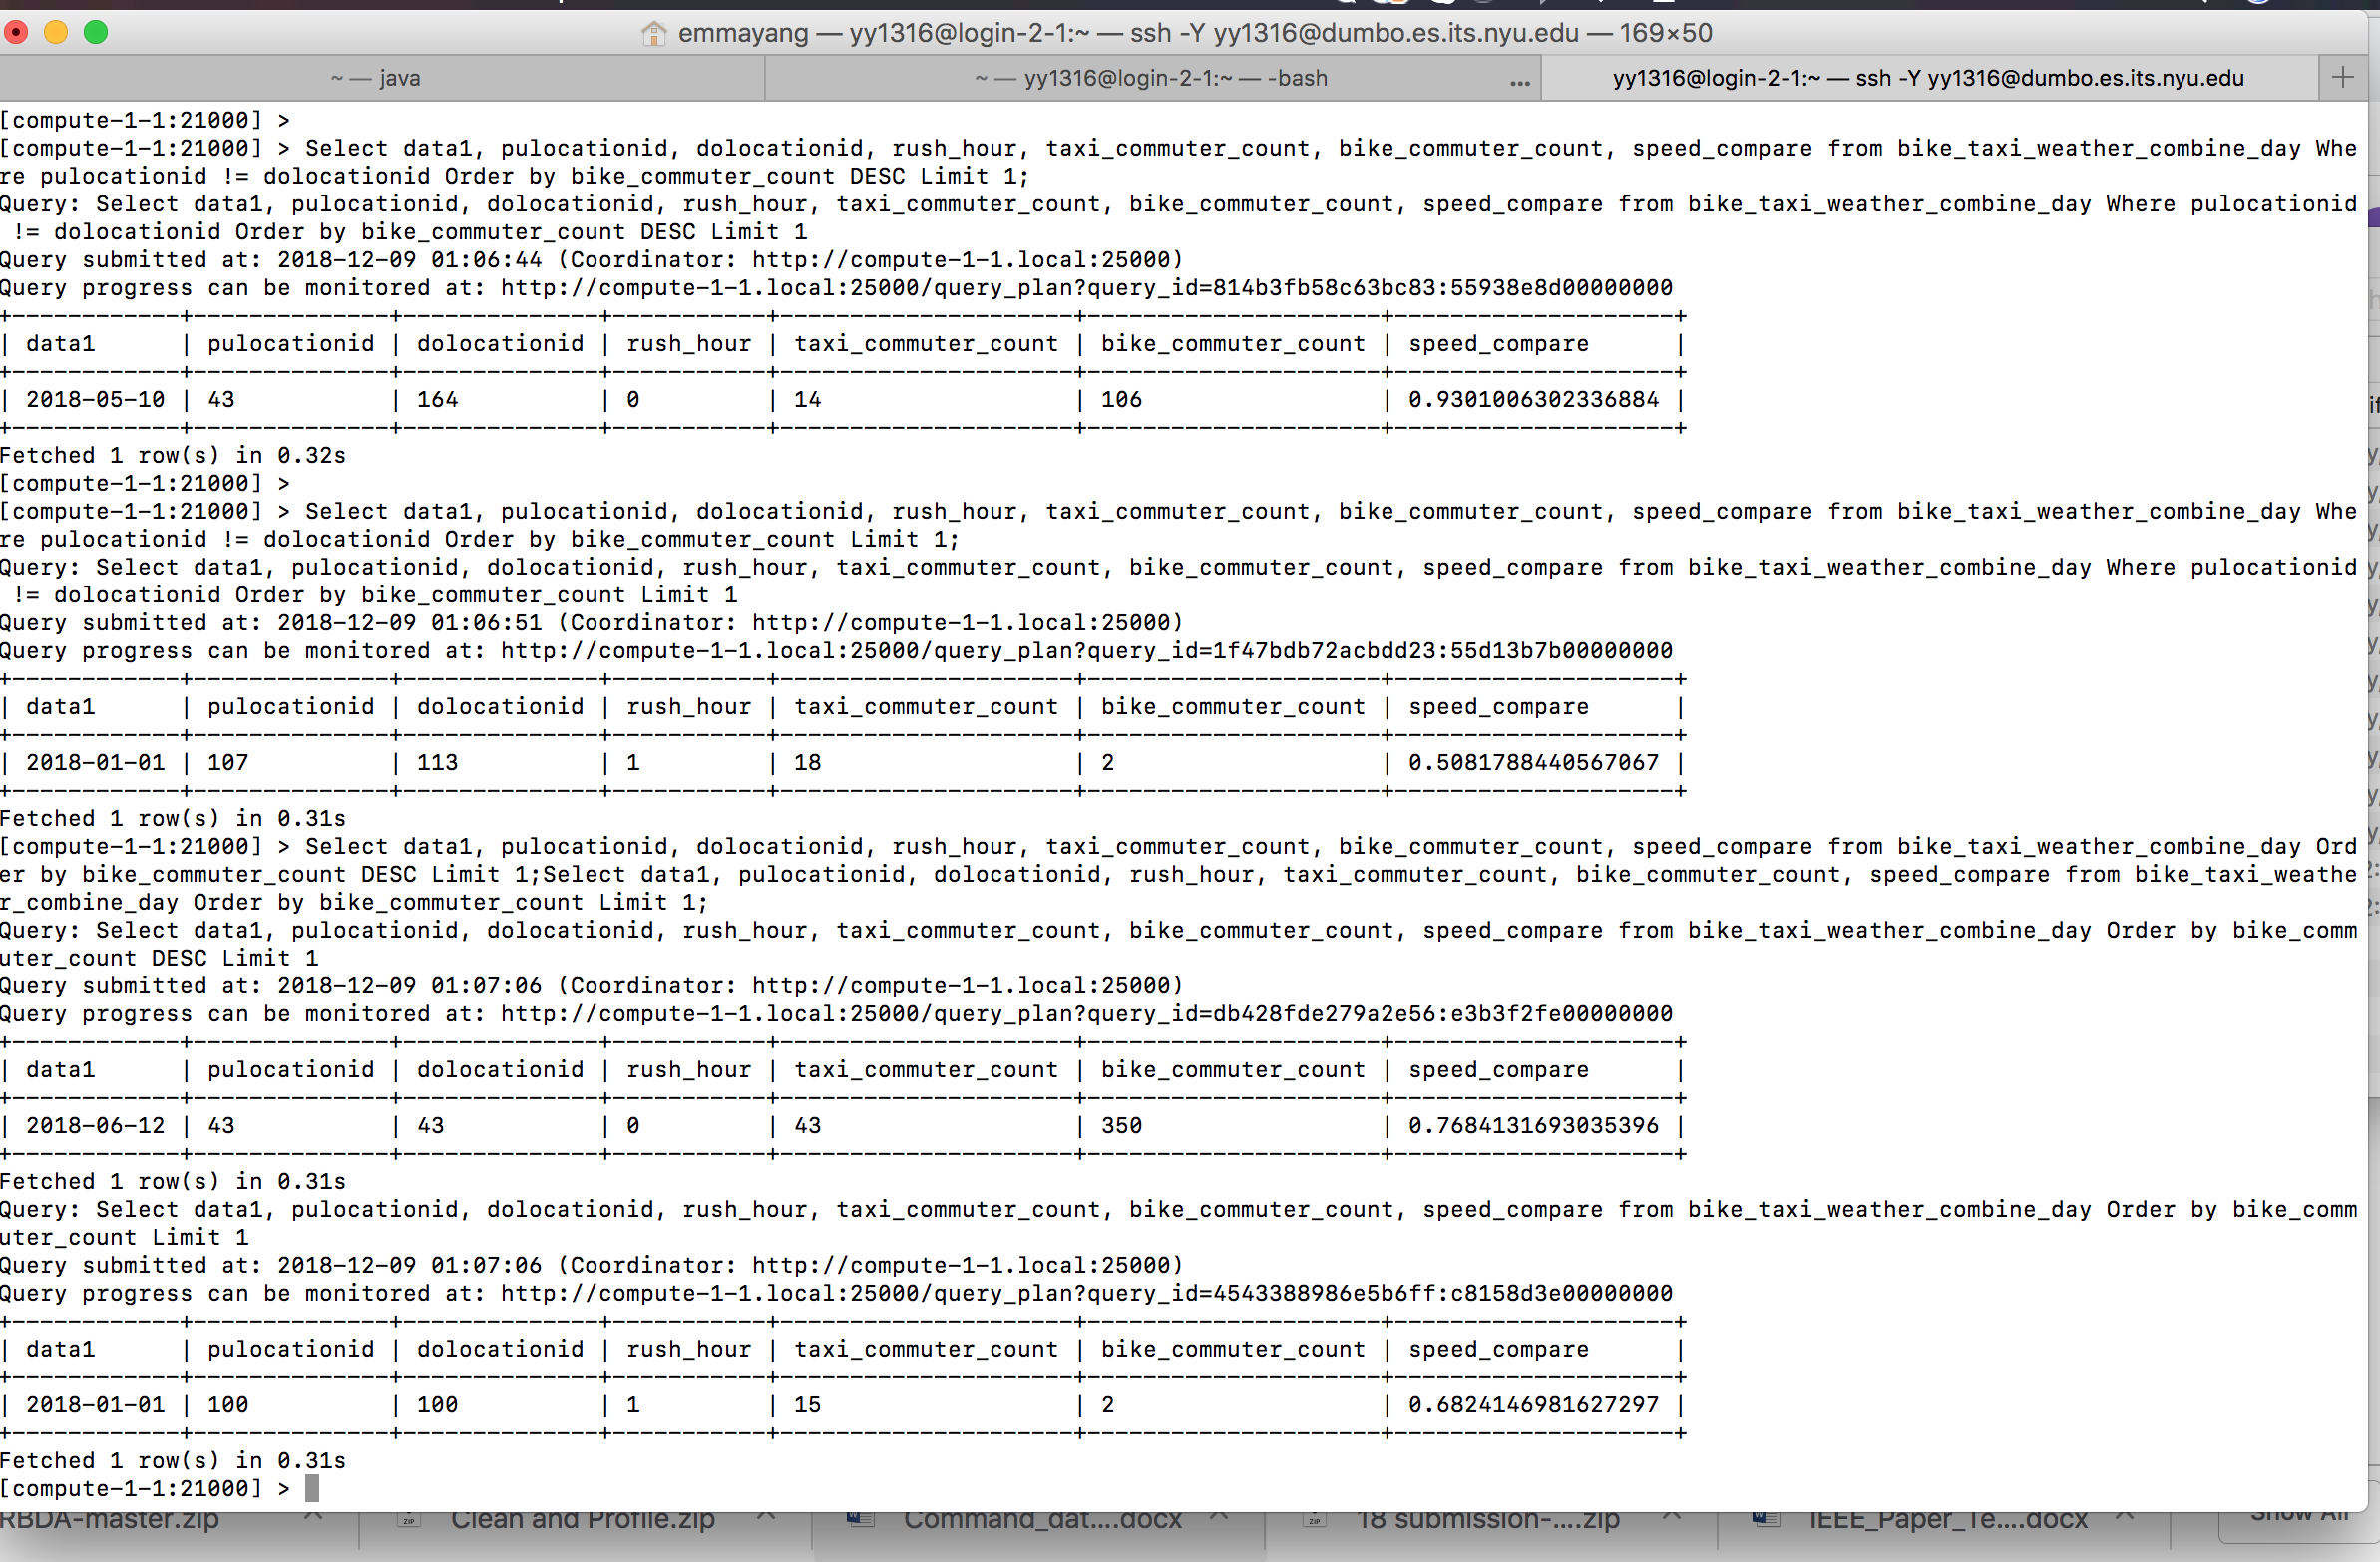 emmayang — yy1316@login-2-1:~ — ssh -Y yy1316@dumbo.es.its.nyu.edu — 169×50
~ — java
~ — yy1316@login-2-1:~ — -bash ...
yy1316@login-2-1:~ — ssh -Y yy1316@dumbo.es.its.nyu.edu +
[compute-1-1:21000] >
[compute-1-1:21000] > Select data1, pulocationid, dolocationid, rush_hour, taxi_commuter_count, bike_commuter_count, speed_compare from bike_taxi_weather_combine_day Whe
re pulocationid != dolocationid Order by bike_commuter_count DESC Limit 1;
Query: Select data1, pulocationid, dolocationid, rush_hour, taxi_commuter_count, bike_commuter_count, speed_compare from bike_taxi_weather_combine_day Where pulocationid
 != dolocationid Order by bike_commuter_count DESC Limit 1
Query submitted at: 2018-12-09 01:06:44 (Coordinator: http://compute-1-1.local:25000)
Query progress can be monitored at: http://compute-1-1.local:25000/query_plan?query_id=814b3fb58c63bc83:55938e8d00000000
+------------+--------------+--------------+-----------+---------------------+---------------------+--------------------+
| data1      | pulocationid | dolocationid | rush_hour | taxi_commuter_count | bike_commuter_count | speed_compare      |
+------------+--------------+--------------+-----------+---------------------+---------------------+--------------------+
| 2018-05-10 | 43           | 164          | 0         | 14                  | 106                 | 0.9301006302336884 |
+------------+--------------+--------------+-----------+---------------------+---------------------+--------------------+
Fetched 1 row(s) in 0.32s
[compute-1-1:21000] >
[compute-1-1:21000] > Select data1, pulocationid, dolocationid, rush_hour, taxi_commuter_count, bike_commuter_count, speed_compare from bike_taxi_weather_combine_day Whe
re pulocationid != dolocationid Order by bike_commuter_count Limit 1;
Query: Select data1, pulocationid, dolocationid, rush_hour, taxi_commuter_count, bike_commuter_count, speed_compare from bike_taxi_weather_combine_day Where pulocationid
 != dolocationid Order by bike_commuter_count Limit 1
Query submitted at: 2018-12-09 01:06:51 (Coordinator: http://compute-1-1.local:25000)
Query progress can be monitored at: http://compute-1-1.local:25000/query_plan?query_id=1f47bdb72acbdd23:55d13b7b00000000
+------------+--------------+--------------+-----------+---------------------+---------------------+--------------------+
| data1      | pulocationid | dolocationid | rush_hour | taxi_commuter_count | bike_commuter_count | speed_compare      |
+------------+--------------+--------------+-----------+---------------------+---------------------+--------------------+
| 2018-01-01 | 107          | 113          | 1         | 18                  | 2                   | 0.5081788440567067 |
+------------+--------------+--------------+-----------+---------------------+---------------------+--------------------+
Fetched 1 row(s) in 0.31s
[compute-1-1:21000] > Select data1, pulocationid, dolocationid, rush_hour, taxi_commuter_count, bike_commuter_count, speed_compare from bike_taxi_weather_combine_day Ord
er by bike_commuter_count DESC Limit 1;Select data1, pulocationid, dolocationid, rush_hour, taxi_commuter_count, bike_commuter_count, speed_compare from bike_taxi_weathe
r_combine_day Order by bike_commuter_count Limit 1;
Query: Select data1, pulocationid, dolocationid, rush_hour, taxi_commuter_count, bike_commuter_count, speed_compare from bike_taxi_weather_combine_day Order by bike_comm
uter_count DESC Limit 1
Query submitted at: 2018-12-09 01:07:06 (Coordinator: http://compute-1-1.local:25000)
Query progress can be monitored at: http://compute-1-1.local:25000/query_plan?query_id=db428fde279a2e56:e3b3f2fe00000000
+------------+--------------+--------------+-----------+---------------------+---------------------+--------------------+
| data1      | pulocationid | dolocationid | rush_hour | taxi_commuter_count | bike_commuter_count | speed_compare      |
+------------+--------------+--------------+-----------+---------------------+---------------------+--------------------+
| 2018-06-12 | 43           | 43           | 0         | 43                  | 350                 | 0.7684131693035396 |
+------------+--------------+--------------+-----------+---------------------+---------------------+--------------------+
Fetched 1 row(s) in 0.31s
Query: Select data1, pulocationid, dolocationid, rush_hour, taxi_commuter_count, bike_commuter_count, speed_compare from bike_taxi_weather_combine_day Order by bike_comm
uter_count Limit 1
Query submitted at: 2018-12-09 01:07:06 (Coordinator: http://compute-1-1.local:25000)
Query progress can be monitored at: http://compute-1-1.local:25000/query_plan?query_id=4543388986e5b6ff:c8158d3e00000000
+------------+--------------+--------------+-----------+---------------------+---------------------+--------------------+
| data1      | pulocationid | dolocationid | rush_hour | taxi_commuter_count | bike_commuter_count | speed_compare      |
+------------+--------------+--------------+-----------+---------------------+---------------------+--------------------+
| 2018-01-01 | 100          | 100          | 1         | 15                  | 2                   | 0.6824146981627297 |
+------------+--------------+--------------+-----------+---------------------+---------------------+--------------------+
Fetched 1 row(s) in 0.31s
[compute-1-1:21000] >
RBDA-master.zip Clean and Profile.zip Command_dat....docx 18 submission-....zip IEEE_Paper_Te....docx Show All